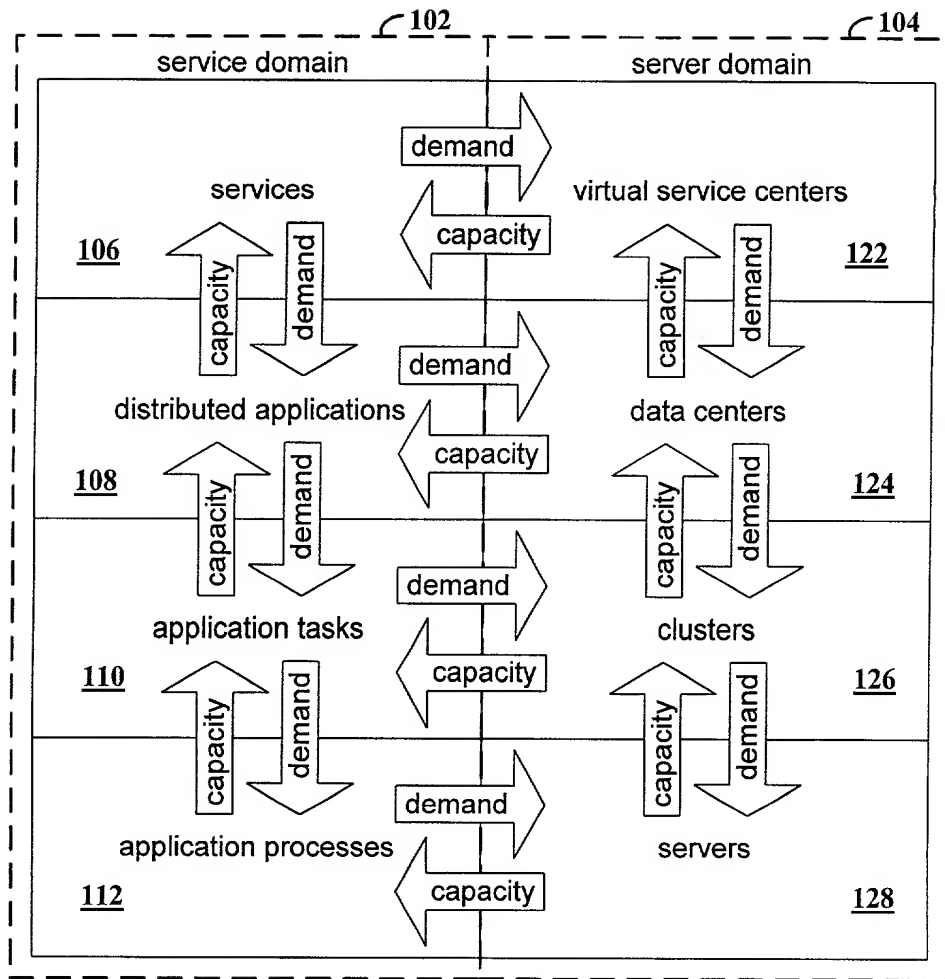 102
104
service domain
server domain
demand
services
virtual service centers
capacity
106
122
capacity
demand
capacity
demand
demand
distributed applications
data centers
capacity
108
124
capacity
demand
capacity
demand
demand
application tasks
clusters
capacity
110
126
capacity
demand
capacity
demand
demand
application processes
servers
capacity
112
128